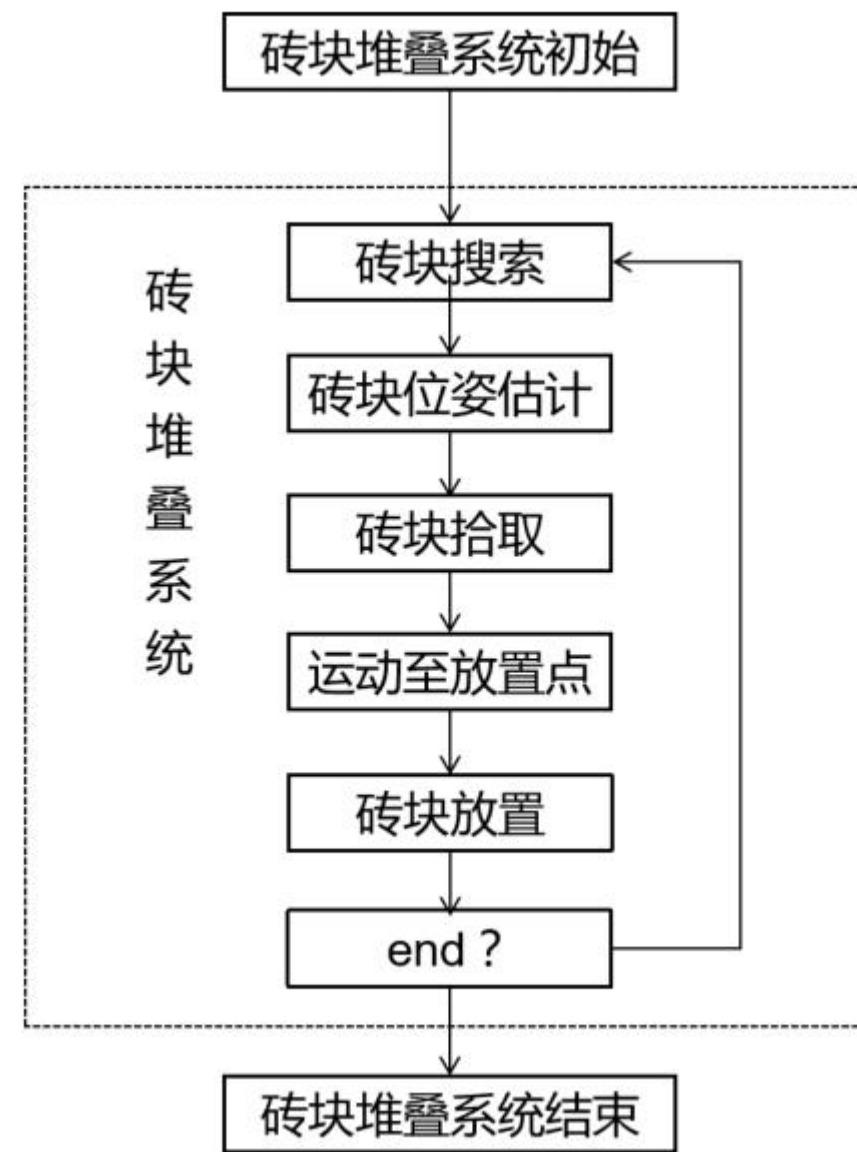 砖块堆叠系统初始
砖块堆叠系统
砖块搜索
砖块位姿估计
砖块拾取
运动至放置点
砖块放置
end？
砖块堆叠系统结束